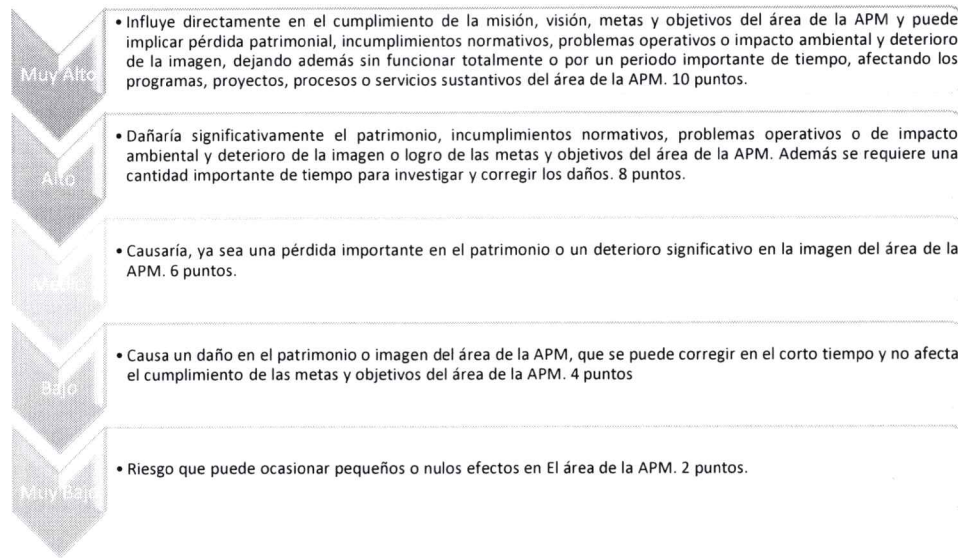 • Influye directamente en el cumplimiento de la misión, visión, metas y objetivos del área de la APM y puede
implicar pérdida patrimonial, incumplimientos normativos, problemas operativos o impacto ambiental y deterioro
de la imagen, dejando además sin funcionar totalmente o por un periodo importante de tiempo, afectando los
programas, proyectos, procesos o servicios sustantivos del área de la APM. 10 puntos.
Muy Alto
• Dañaría significativamente el patrimonio, incumplimientos normativos, problemas operativos o de impacto
ambiental y deterioro de la imagen o logro de las metas y objetivos del área de la APM. Además se requiere una
cantidad importante de tiempo para investigar y corregir los daños. 8 puntos.
Alto
• Causaría, ya sea una pérdida importante en el patrimonio o un deterioro significativo en la imagen del área de la
APM. 6 puntos.
Medio
• Causa un daño en el patrimonio o imagen del área de la APM, que se puede corregir en el corto tiempo y no afecta
el cumplimiento de las metas y objetivos del área de la APM. 4 puntos
Bajo
• Riesgo que puede ocasionar pequeños o nulos efectos en El área de la APM. 2 puntos.
Muy Bajo